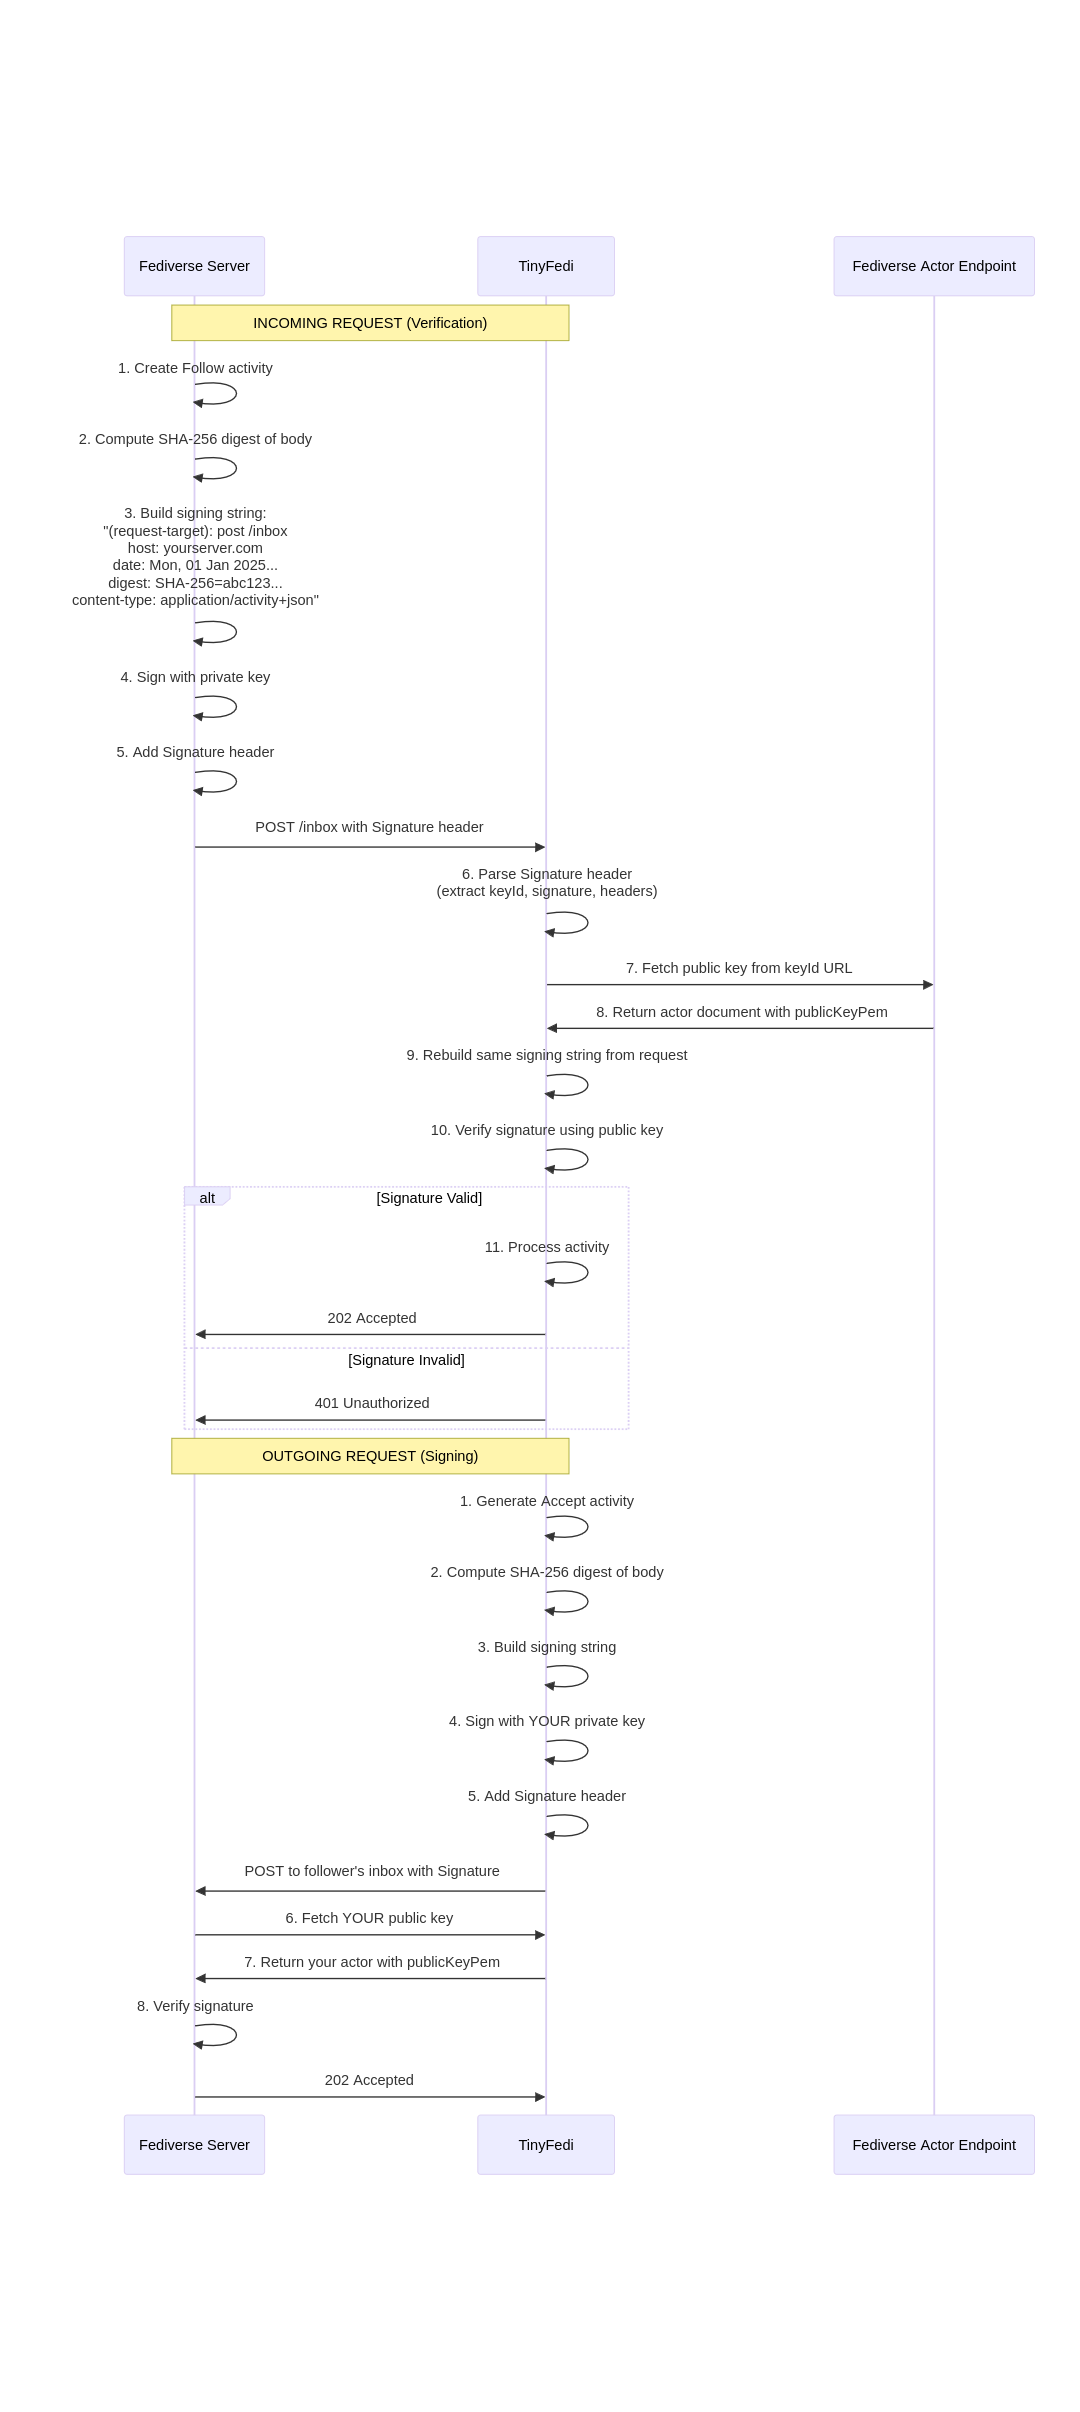 Fediverse Server
TinyFedi
Fediverse Actor Endpoint
INCOMING REQUEST (Verification)
1. Create Follow activity
2. Compute SHA-256 digest of body
3. Build signing string:
"(request-target): post /inbox
host: yourserver.com
date: Mon, 01 Jan 2025...
digest: SHA-256=abc123...
content-type: application/activity+json"
4. Sign with private key
5. Add Signature header
POST /inbox with Signature header
6. Parse Signature header
(extract keyId, signature, headers)
7. Fetch public key from keyId URL
8. Return actor document with publicKeyPem
9. Rebuild same signing string from request
10. Verify signature using public key
alt
[Signature Valid]
11. Process activity
202 Accepted
[Signature Invalid]
401 Unauthorized
OUTGOING REQUEST (Signing)
1. Generate Accept activity
2. Compute SHA-256 digest of body
3. Build signing string
4. Sign with YOUR private key
5. Add Signature header
POST to follower's inbox with Signature
6. Fetch YOUR public key
7. Return your actor with publicKeyPem
8. Verify signature
202 Accepted
Fediverse Server
TinyFedi
Fediverse Actor Endpoint